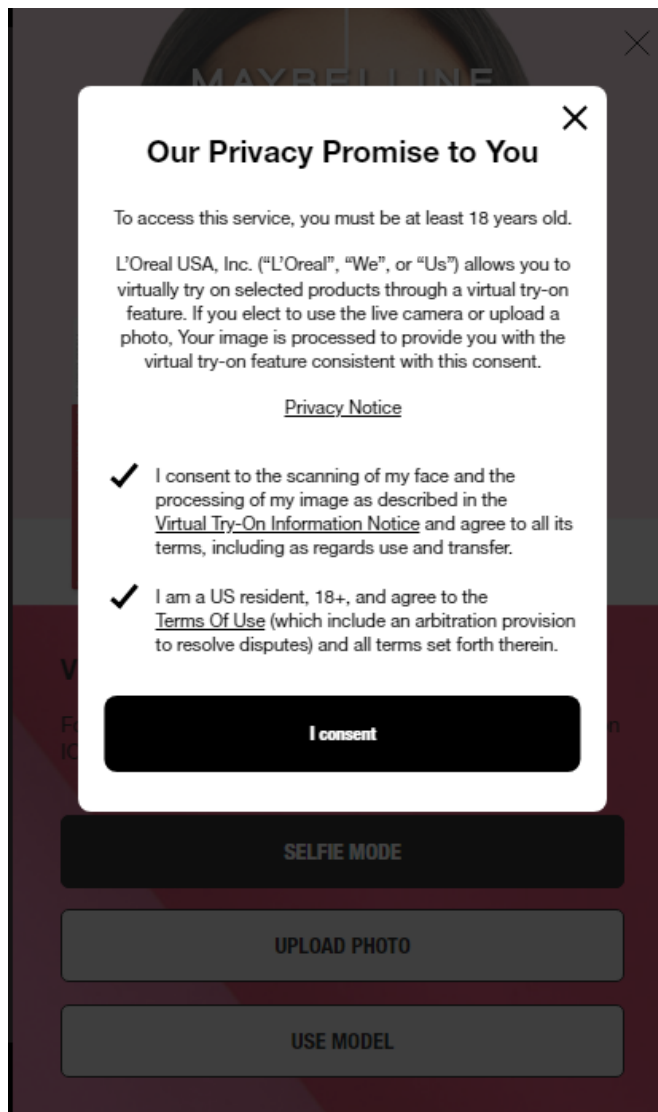 MAYBELLINE
Our Privacy Promise to You
To access this service, you must be at least 18 years old.
L’Oreal USA, Inc. (“L’Oreal”, “We”, or “Us”) allows you to
virtually try on selected products through a virtual try-on
feature. If you elect to use the live camera or upload a
photo, Your image is processed to provide you with the
virtual try-on feature consistent with this consent.
Privacy Notice
I consent to the scanning of my face and the
processing of my image as described in the
Virtual Try-On Information Notice and agree to all its
terms, including as regards use and transfer.
I am a US resident, 18+, and agree to the
Terms Of Use (which include an arbitration provision
to resolve disputes) and all terms set forth therein.
I consent
SELFIE MODE
UPLOAD PHOTO
USE MODEL